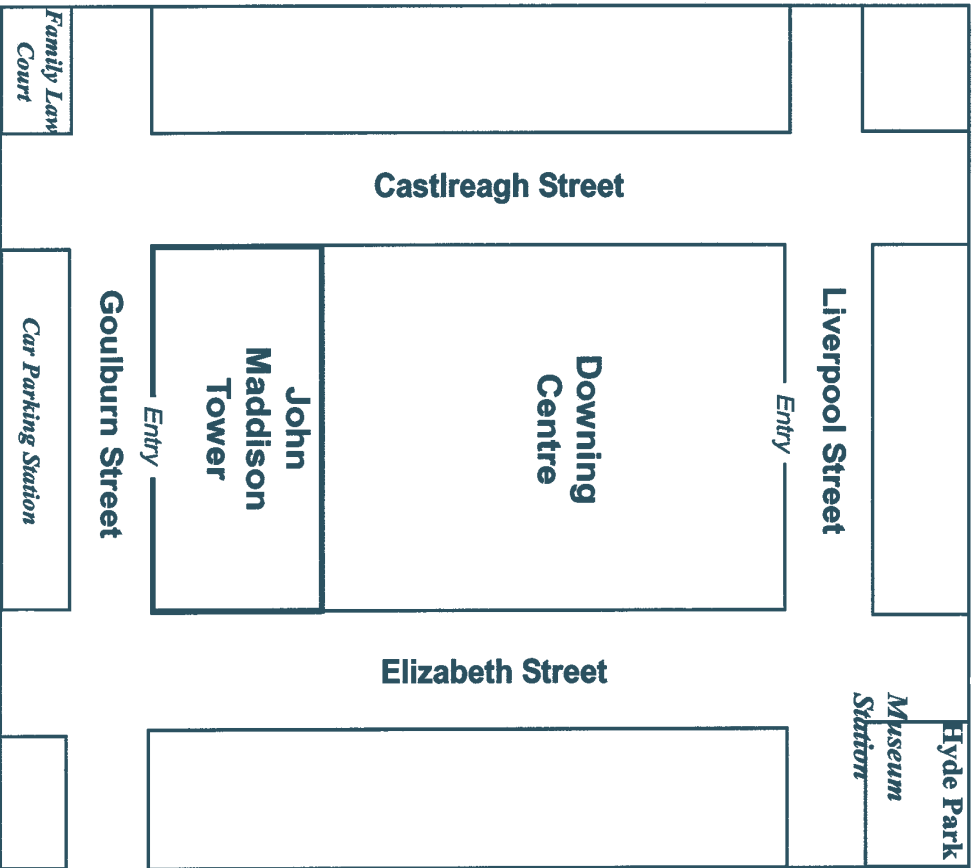 Family Law
Court
Castlreagh Street
Liverpool Street
Goulburn Street
Car Parking Station
Entry
John
Maddison
Tower
Downing
Centre
Entry
Elizabeth Street
Museum
Station
Hyde Park